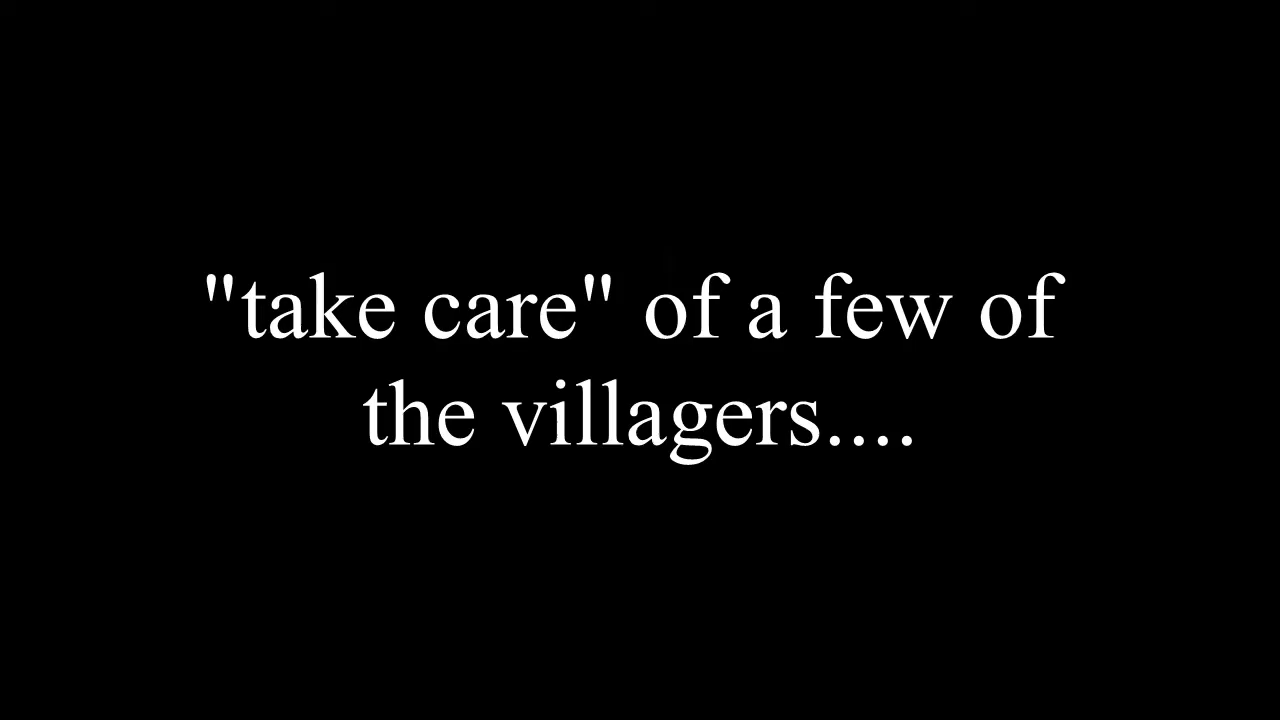 "take care" of a few of
the villagers....